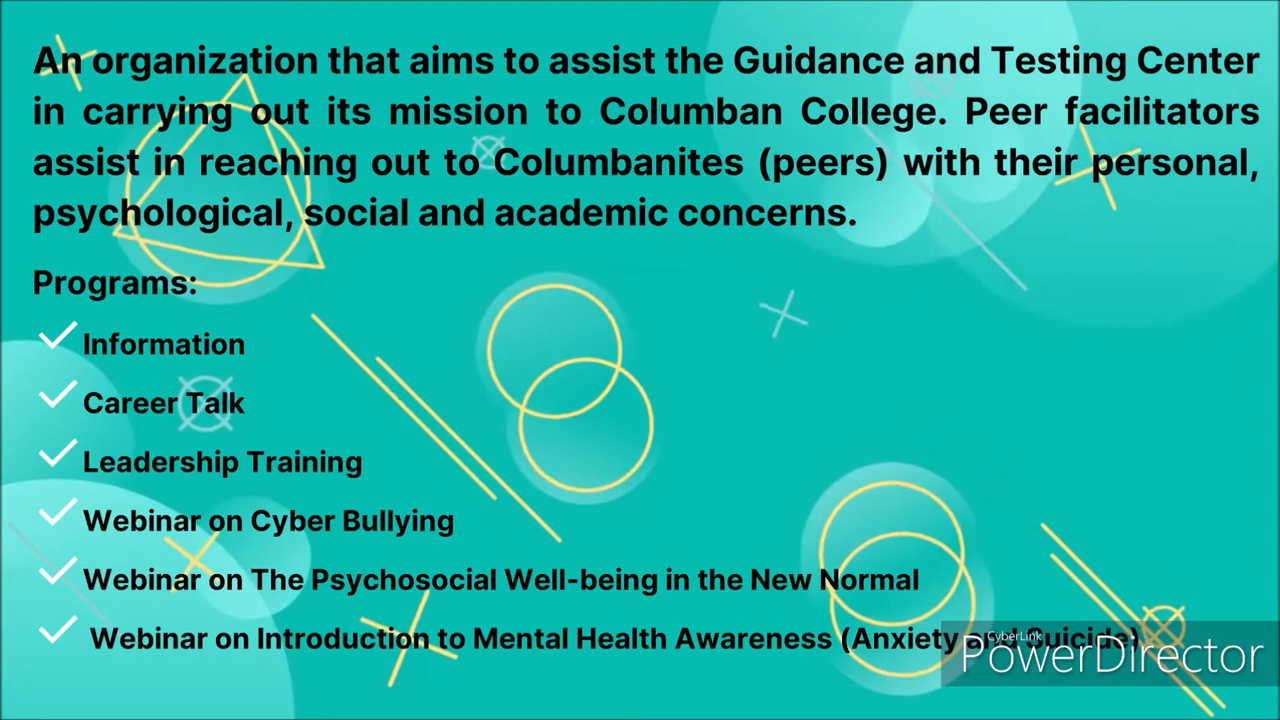 An organization that aims to assist the Guidance and Testing Center
in carrying out its mission to Columban College. Peer facilitators
assist in reaching out to Columbanites (peers) with their personal,
psychological, social and academic concerns.
Programs:
Information
Career Talk
Leadership Training
Webinar on Cyber Bullying
Webinar on The Psychosocial Well-being in the New Normal
Webinar on Introduction to Mental Health Awareness (Anxiety and Suicide)
CyberLink
PowerDirector